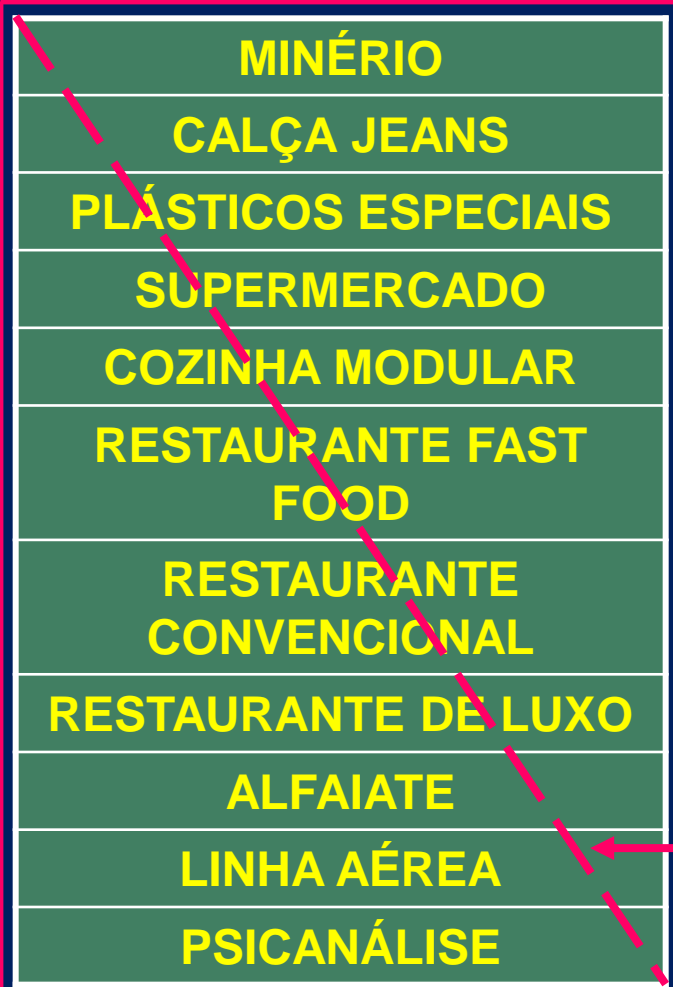 MINÉRIO
CALÇA JEANS
PLÁSTICOS ESPECIAIS
SUPERMERCADO
COZINHA MODULAR
RESTAURANTE FAST
FOOD
RESTAURANTE
CONVENCIONAL
RESTAURANTE DE LUXO
ALFAIATE
LINHA AÉREA
PSICANÁLISE